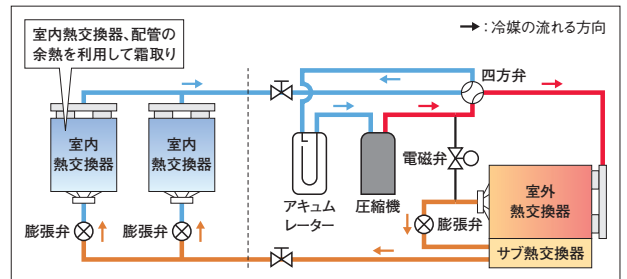 室内熱交換器、配管の
余熱を利用して霜取り
→：冷媒の流れる方向
四方弁
室内
熱交換器
室内
熱交換器
電磁弁
室外
熱交換器
アキュム
レーター
圧縮機
膨張弁
膨張弁
膨張弁
サブ熱交換器